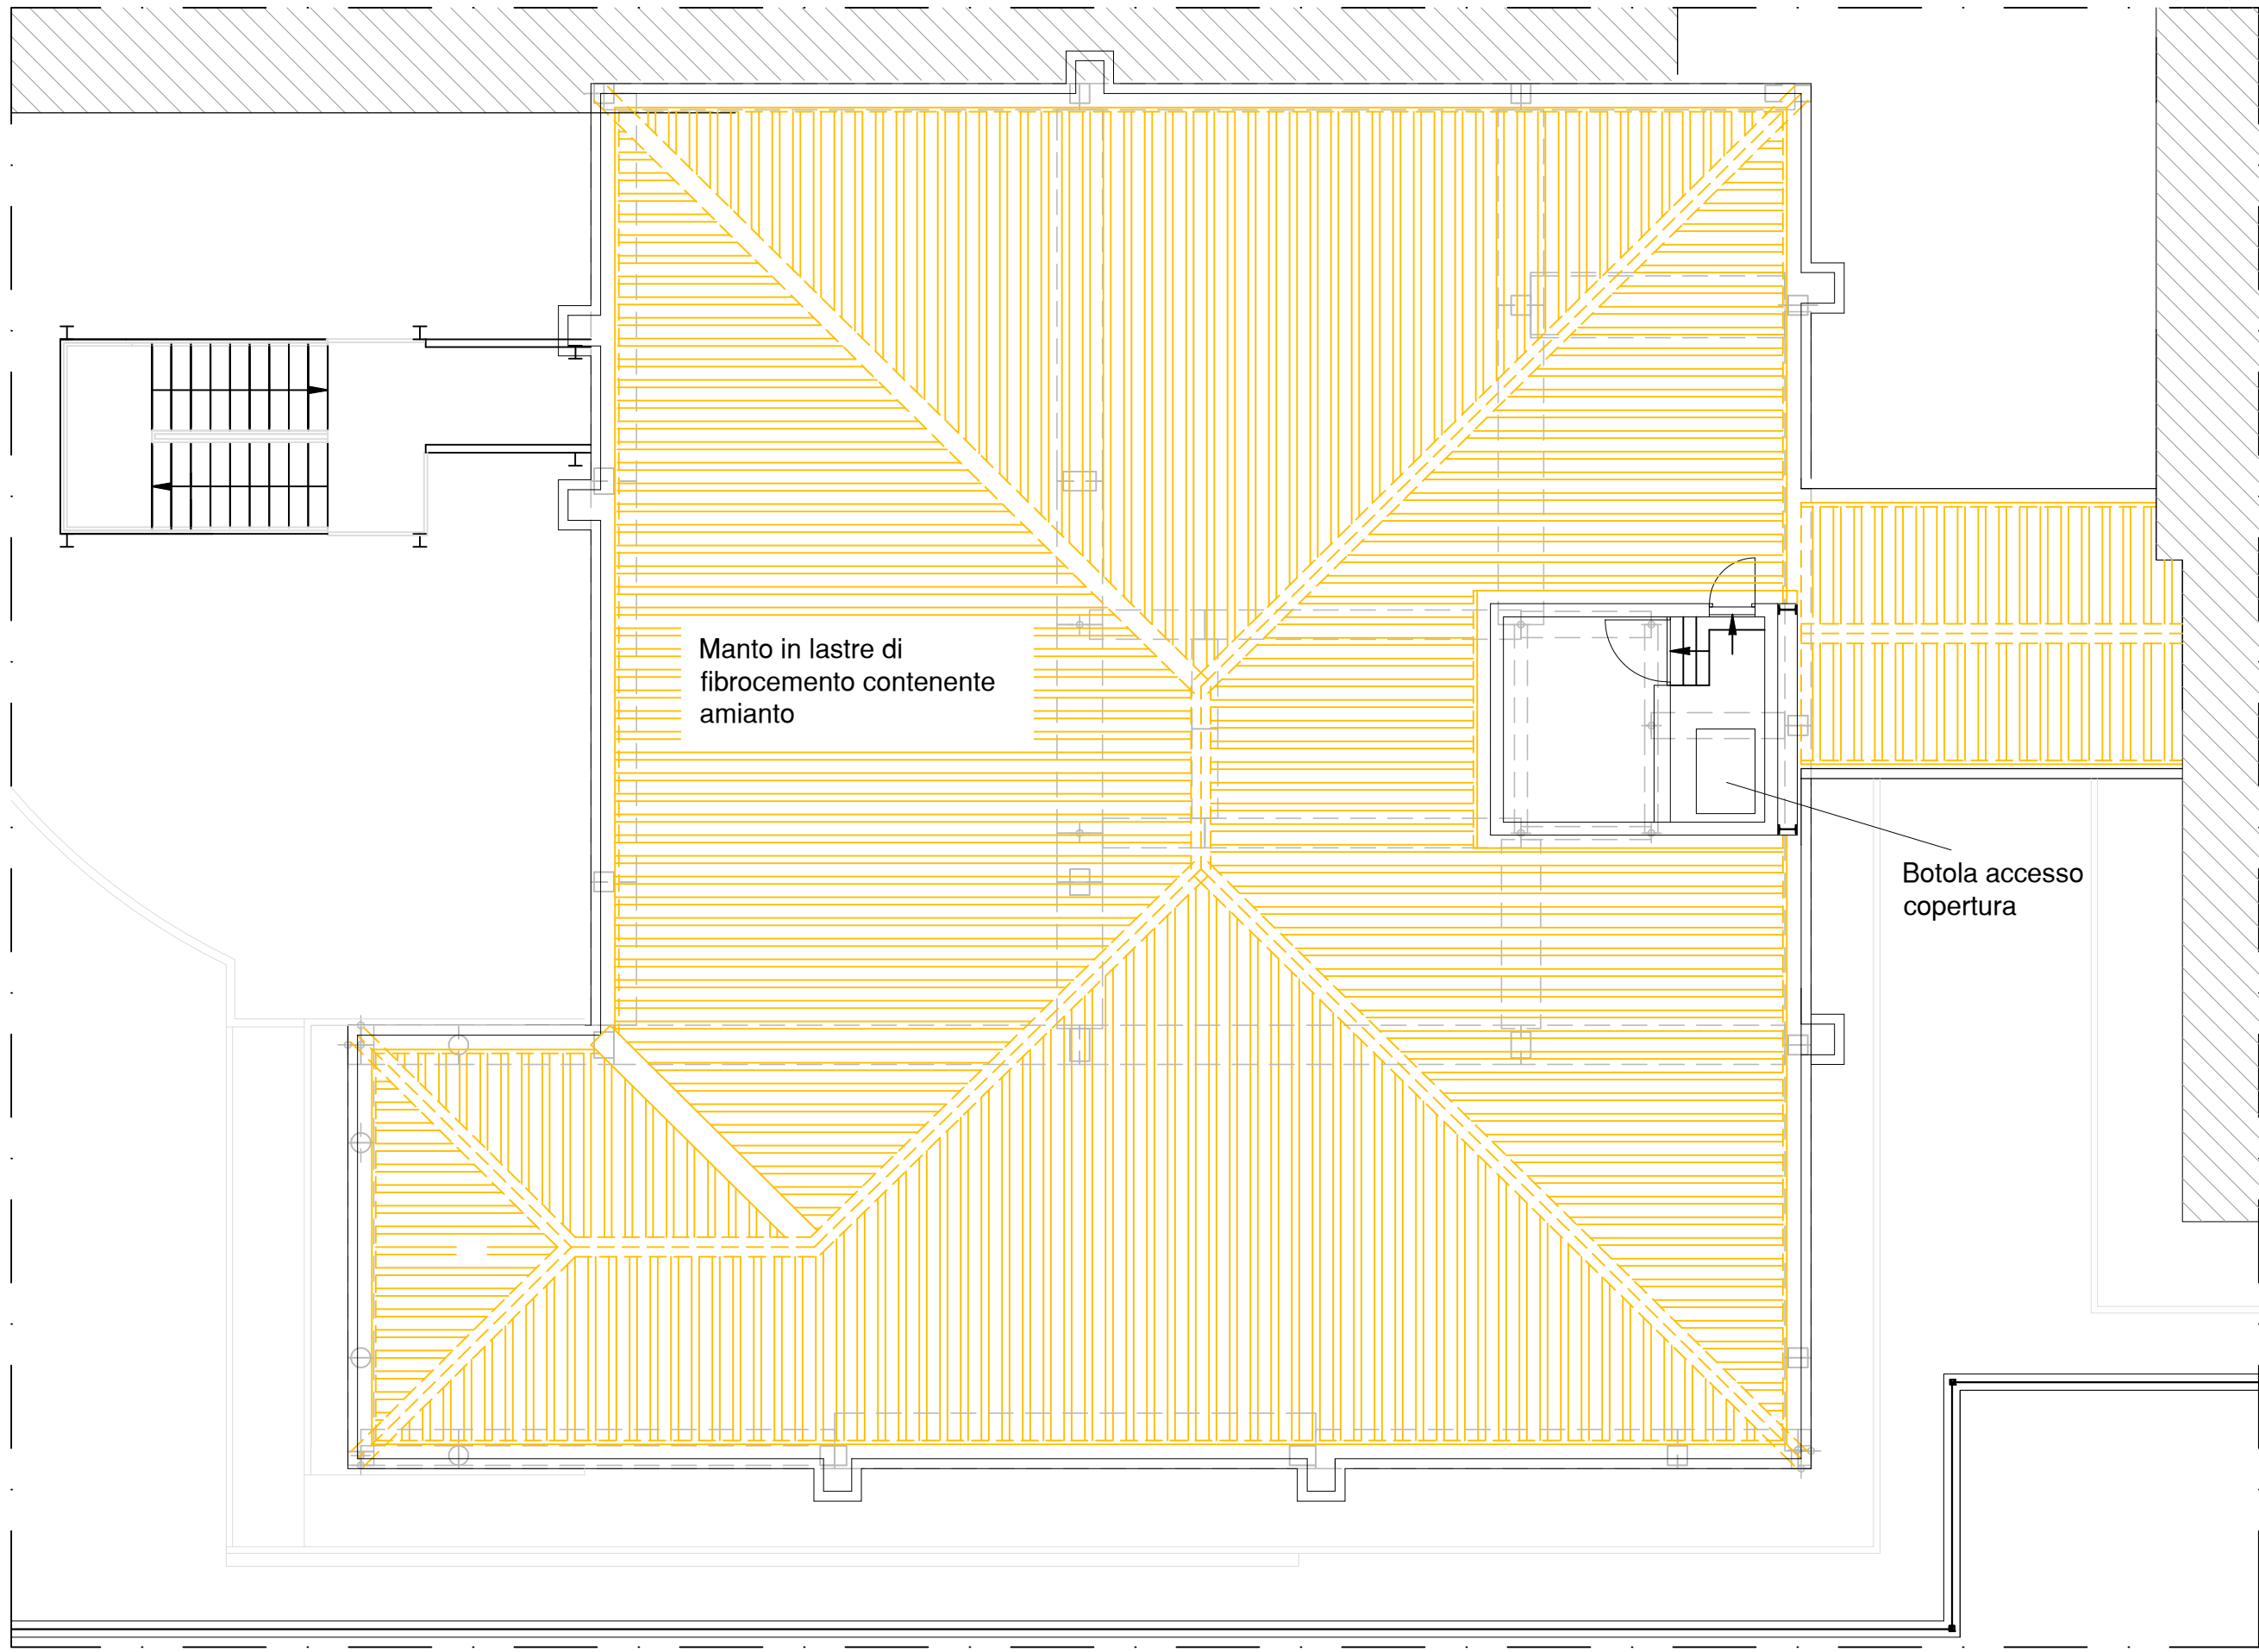 Manto in lastre di
fibrocemento contenente
amianto
Botola accesso
copertura